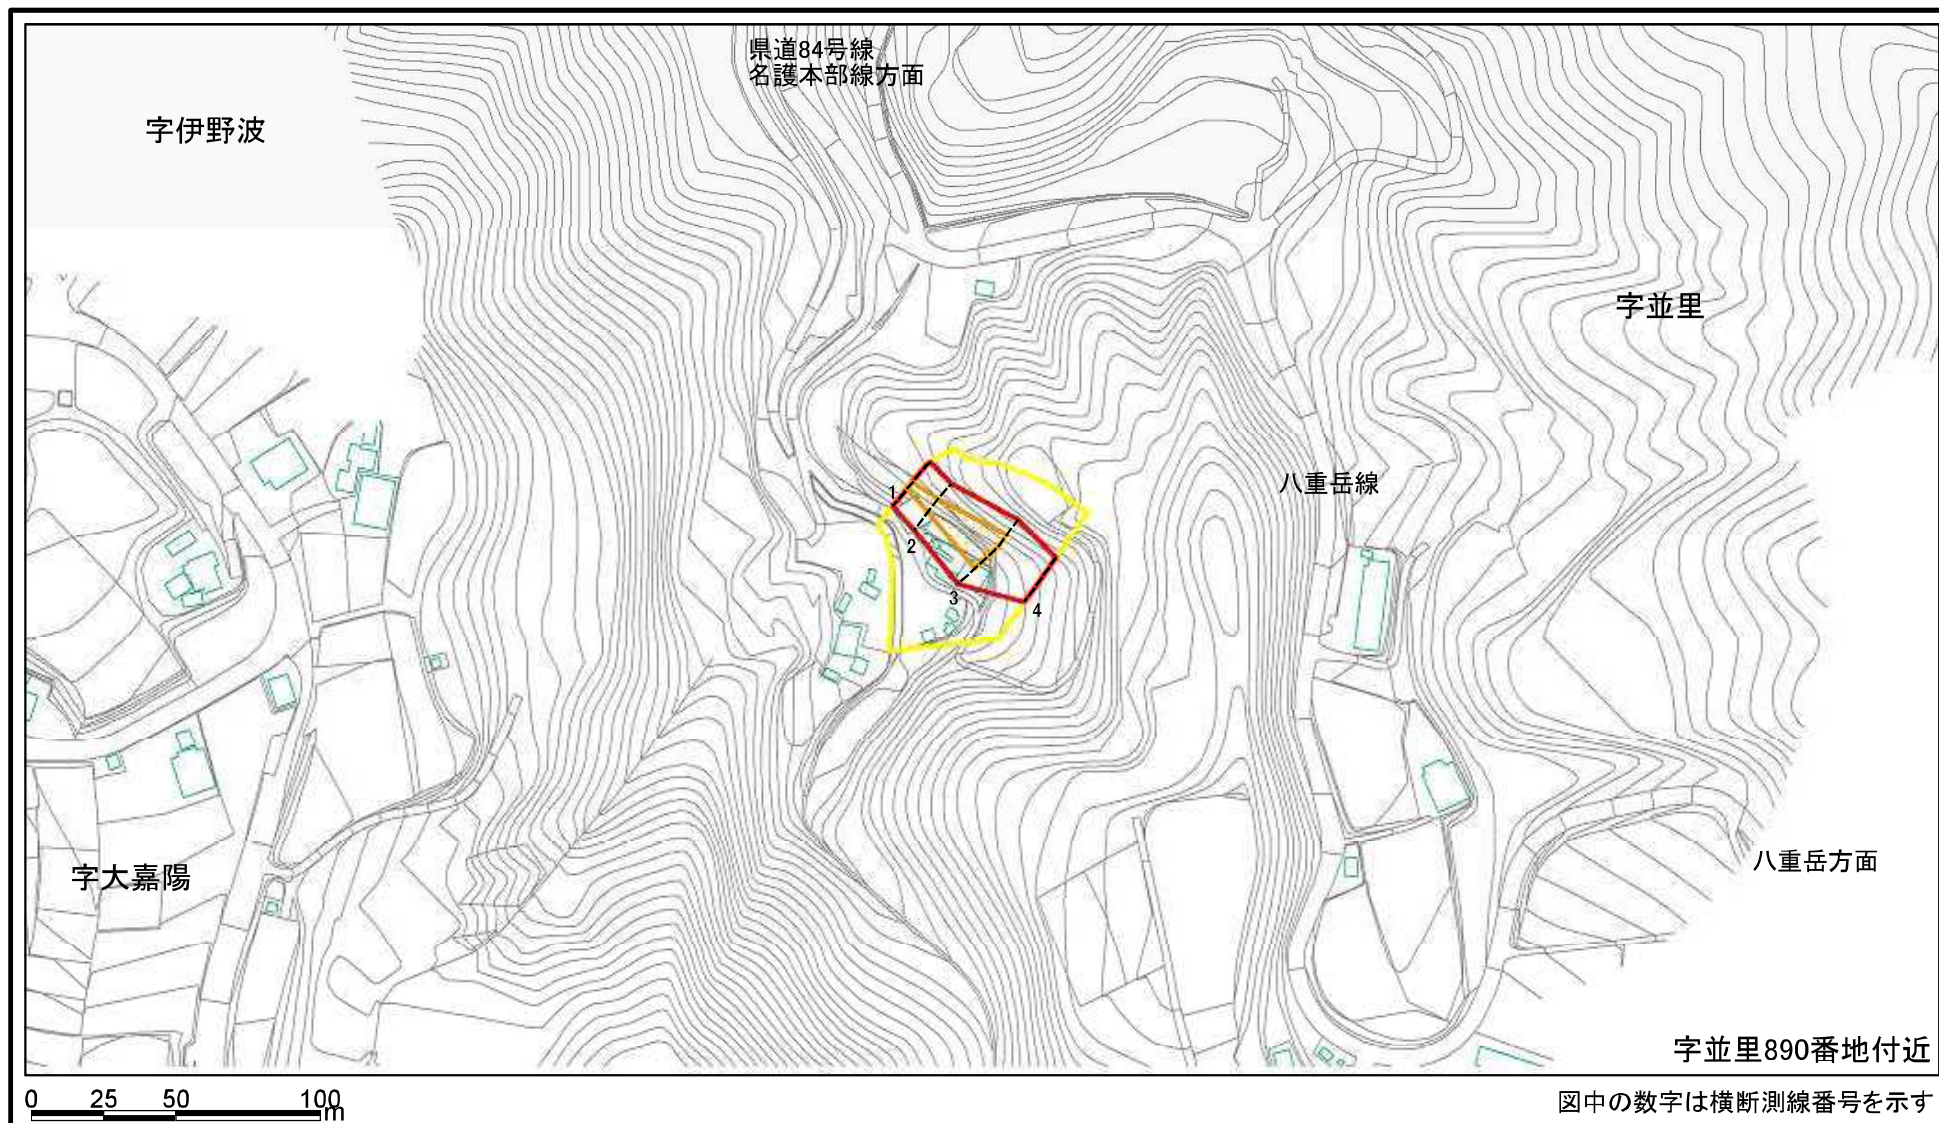 県道84号線
名護本部線方面
字伊野波
字並里
八重岳線
1
2
3
4
字大嘉陽
八重岳方面
字並里890番地付近
0 25 50 100m
図中の数字は横断測線番号を示す